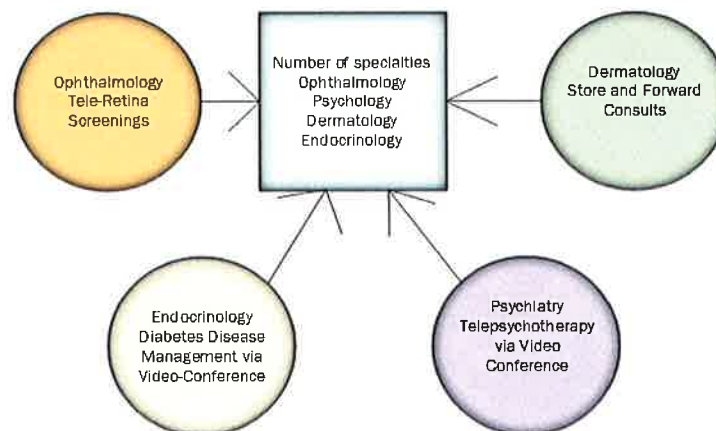 Ophthalmology
Tele-Retina
Screenings
Number of specialties
Ophthalmology
Psychology
Dermatology
Endocrinology
Dermatology
Store and Forward
Consults
Endocrinology
Diabetes Disease
Management via
Video-Conference
Psychiatry
Telepsychotherapy
via Video
Conference